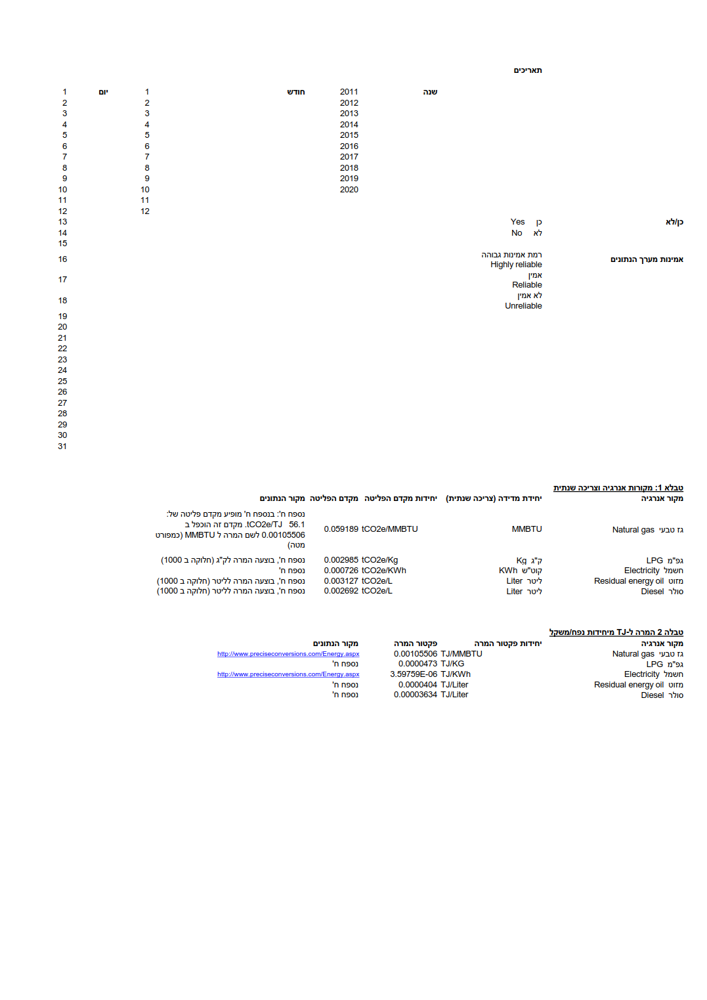 תאריכים
שנה 2011 חודש 1 יום 1
2012 2 2
2013 3 3
2014 4 4
2015 5 5
2016 6 6
2017 7 7
2018 8 8
2019 9 9
2020 10 10
11 11
12 12
כן/לא כן Yes 13
לא No 14
15
אמינות מערך הנתונים רמת אמינות גבוהה 16
Highly reliable
אמין 17
Reliable
לא אמין 18
Unreliable
19
20
21
22
23
24
25
26
27
28
29
30
31
טבלא 1: מקורות אנרגיה וצריכה שנתית
מקור אנרגיה יחידת מדידה (צריכה שנתית) יחידות מקדם הפליטה מקדם הפליטה מקור הנתונים
נספח ח': בנספח ח' מופיע מקדם פליטה של:
56.1 tCO2e/TJ. מקדם זה הוכפל ב
גז טבעי Natural gas MMBTU tCO2e/MMBTU 0.059189 0.00105506 לשם המרה ל MMBTU (כמפורט
מטה)
גפ"מ LPG ק"ג Kg tCO2e/Kg 0.002985 נספח ח', בוצעה המרה לק"ג (חלוקה ב 1000)
חשמל Electricity קוט"ש KWh tCO2e/KWh 0.000726 נספח ח'
מזוט Residual energy oil ליטר Liter tCO2e/L 0.003127 נספח ח', בוצעה המרה לליטר (חלוקה ב 1000)
סולר Diesel ליטר Liter tCO2e/L 0.002692 נספח ח', בוצעה המרה לליטר (חלוקה ב 1000)
טבלה 2 המרה ל-TJ מיחידות נפח/משקל
מקור אנרגיה יחידות פקטור המרה פקטור המרה מקור הנתונים
גז טבעי Natural gas TJ/MMBTU 0.00105506 http://www.preciseconversions.com/Energy.aspx
גפ"מ LPG TJ/KG 0.0000473 נספח ח'
חשמל Electricity TJ/KWh 3.59759E-06 http://www.preciseconversions.com/Energy.aspx
מזוט Residual energy oil TJ/Liter 0.0000404 נספח ח'
סולר Diesel TJ/Liter 0.00003634 נספח ח'